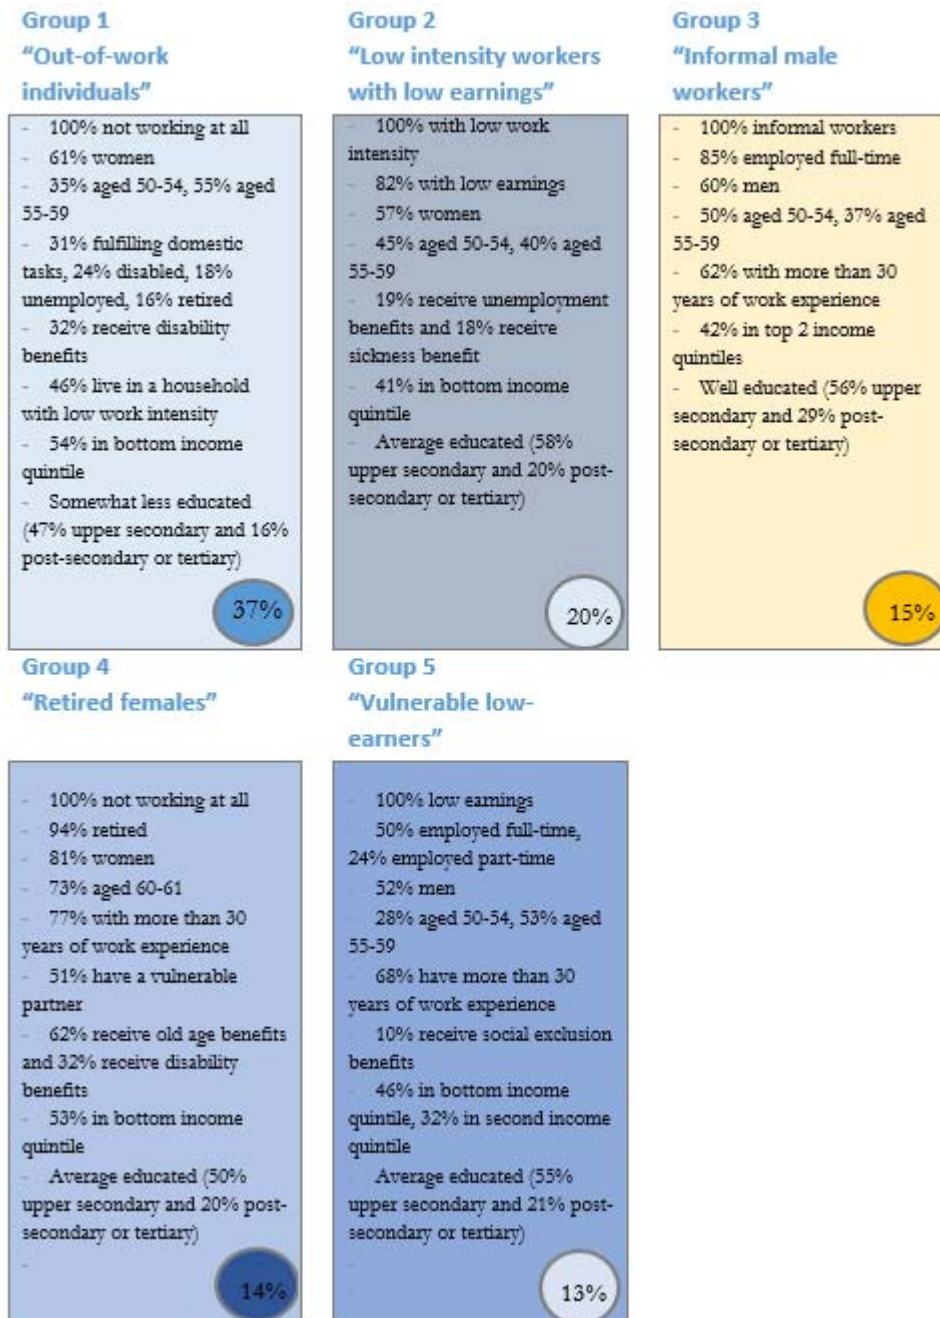 Group 1
“Out-of-work
individuals”
- 100% not working at all
- 61% women
- 35% aged 50-54, 55% aged
55-59
- 31% fulfilling domestic
tasks, 24% disabled, 18%
unemployed, 16% retired
- 32% receive disability
benefits
- 46% live in a household
with low work intensity
- 54% in bottom income
quintile
- Somewhat less educated
(47% upper secondary and 16%
post-secondary or tertiary)
37%
Group 2
“Low intensity workers
with low earnings”
- 100% with low work
intensity
- 82% with low earnings
- 57% women
- 45% aged 50-54, 40% aged
55-59
- 19% receive unemployment
benefits and 18% receive
sickness benefit
- 41% in bottom income
quintile
- Average educated (58%
upper secondary and 20% post-
secondary or tertiary)
20%
Group 3
“Informal male
workers”
- 100% informal workers
- 85% employed full-time
- 60% men
- 50% aged 50-54, 37% aged
55-59
- 62% with more than 30
years of work experience
- 42% in top 2 income
quintiles
- Well educated (56% upper
secondary and 29% post-
secondary or tertiary)
15%
Group 4
“Retired females”
- 100% not working at all
- 94% retired
- 81% women
- 73% aged 60-61
- 77% with more than 30
years of work experience
- 51% have a vulnerable
partner
- 62% receive old age benefits
and 32% receive disability
benefits
- 53% in bottom income
quintile
- Average educated (50%
upper secondary and 20% post-
secondary or tertiary)
-
14%
Group 5
“Vulnerable low-
earners”
- 100% low earnings
- 50% employed full-time,
24% employed part-time
- 52% men
- 28% aged 50-54, 53% aged
55-59
- 68% have more than 30
years of work experience
- 10% receive social exclusion
benefits
- 46% in bottom income
quintile, 32% in second income
quintile
- Average educated (55%
upper secondary and 21% post-
secondary or tertiary)
-
-
13%